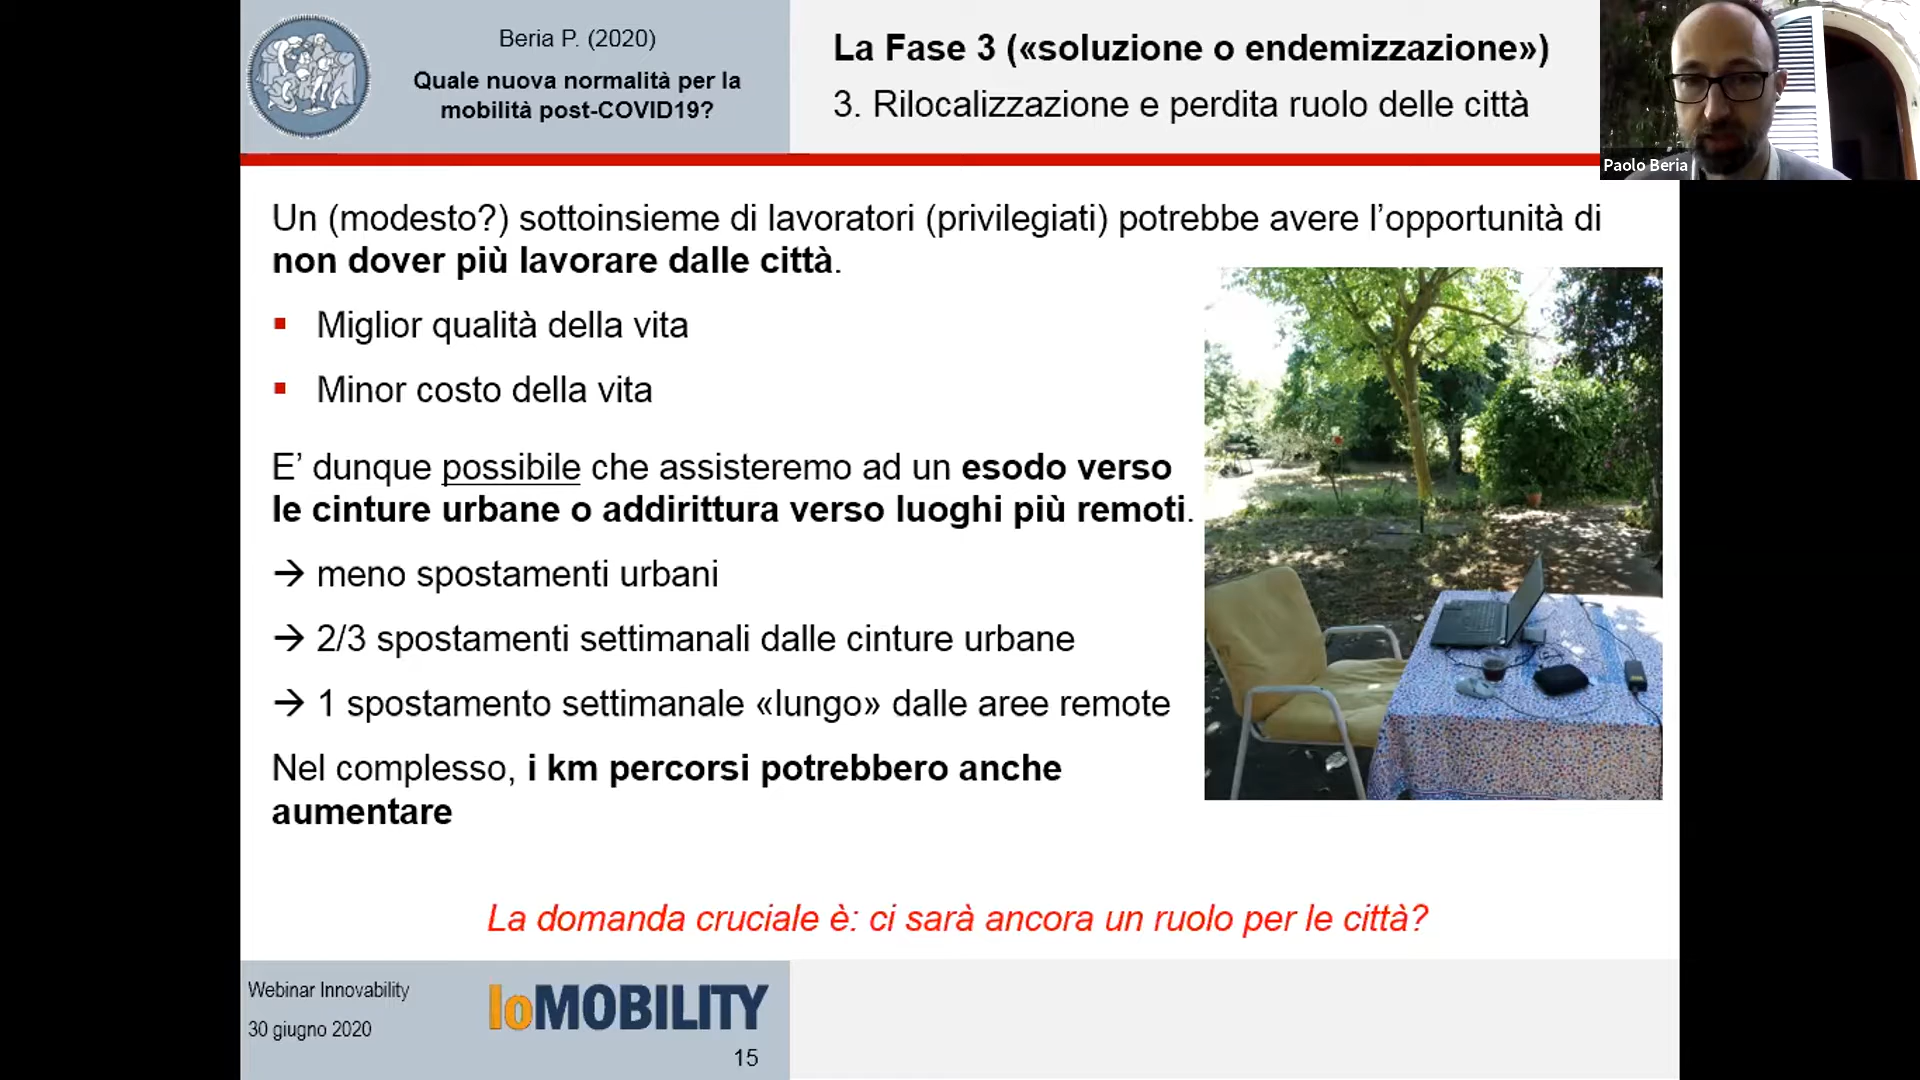 Beria P. (2020)
Quale nuova normalità per la
mobilità post-COVID19?
La Fase 3 («soluzione o endemizzazione»)
3. Rilocalizzazione e perdita ruolo delle città
Paolo Beria
Un (modesto?) sottoinsieme di lavoratori (privilegiati) potrebbe avere l’opportunità di
non dover più lavorare dalle città.
▪ Miglior qualità della vita
▪ Minor costo della vita
E’ dunque possibile che assisteremo ad un esodo verso
le cinture urbane o addirittura verso luoghi più remoti.
→ meno spostamenti urbani
→ 2/3 spostamenti settimanali dalle cinture urbane
→ 1 spostamento settimanale «lungo» dalle aree remote
Nel complesso, i km percorsi potrebbero anche
aumentare
La domanda cruciale è: ci sarà ancora un ruolo per le città?
Webinar Innovability
30 giugno 2020
IoMOBILITY
15